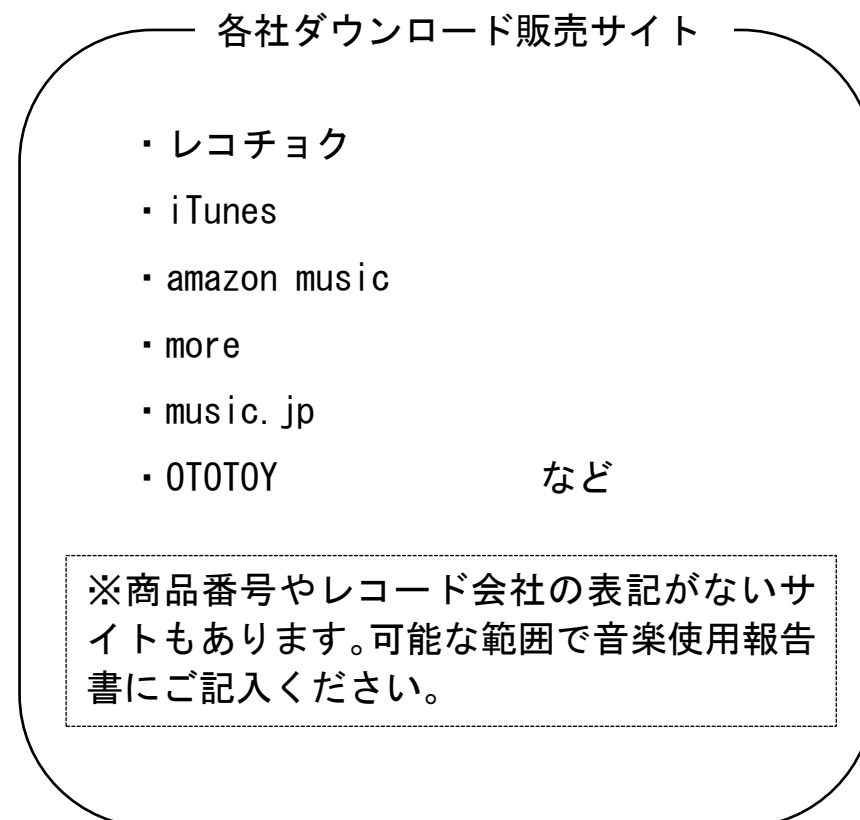 各社ダウンロード販売サイト
・レコチョク
・iTunes
・amazon music
・more
・music.jp
・OTOTOY など
※商品番号やレコード会社の表記がないサ
イトもあります。可能な範囲で音楽使用報告
書にご記入ください。